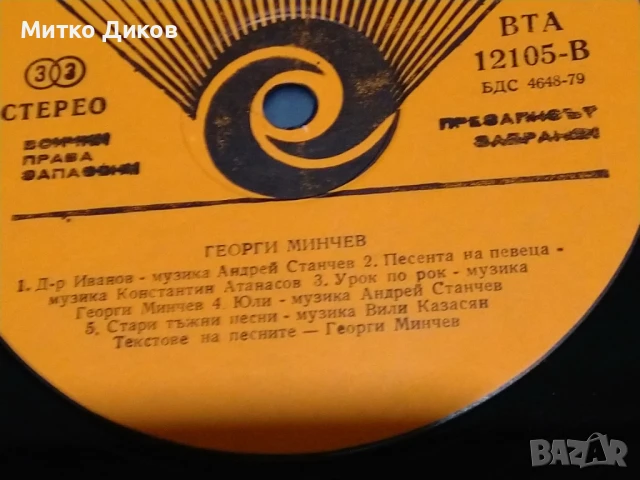 Митко Диков
33
СТЕРЕО
ВСИЧКИ
ПРАВА
ЗАПАЗЕНИ
ВТА
12105-В
БДС 4648-79
ПРЕЗАПИСЪТ
ЗАБРАНЕН
ГЕОРГИ МИНЧЕВ
1. Д-р Иванов - музика Андрей Станчев 2. Песента на певеца -
музика Константин Атанасов 3. Урок по рок - музика
Георги Минчев 4. Юли - музика Андрей Станчев
5. Стари тъжни песни - музика Вили Казасян
Текстове на песните — Георги Минчев
BAZAR